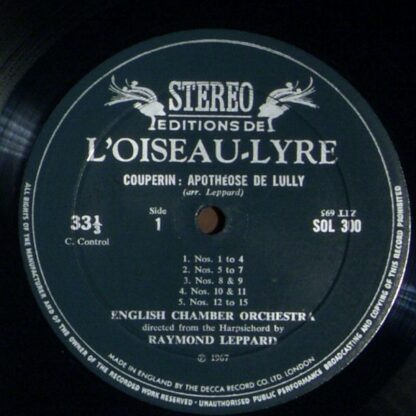 STEREO
EDITIONS DE
L'OISEAU-LYRE
COUPERIN: APOTHÉOSE DE LULLY
(arr. Leppard)
33⅓
C. Control
Side
1
SOL 300
1. Nos. 1 to 4
2. Nos. 5 to 7
3. Nos. 8 & 9
4. Nos. 10 & 11
5. Nos. 12 to 15
ENGLISH CHAMBER ORCHESTRA
directed from the Harpsichord by
RAYMOND LEPPARD
Ⓟ 1967
ALL RIGHTS OF THE MANUFACTURER AND OF THE OWNER OF THE RECORDED WORK RESERVED · UNAUTHORISED PUBLIC PERFORMANCE BROADCASTING AND COPYING OF THIS RECORD PROHIBITED
MADE IN ENGLAND BY THE DECCA RECORD CO. LTD. LONDON